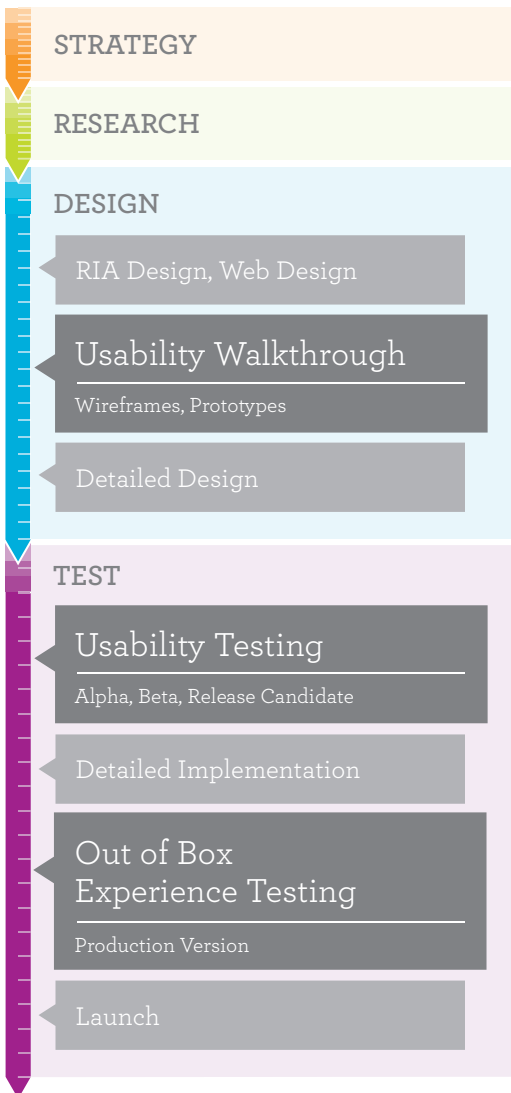 STRATEGY
RESEARCH
DESIGN
RIA Design, Web Design
Usability Walkthrough
Wireframes, Prototypes
Detailed Design
TEST
Usability Testing
Alpha, Beta, Release Candidate
Detailed Implementation
Out of Box
Experience Testing
Production Version
Launch